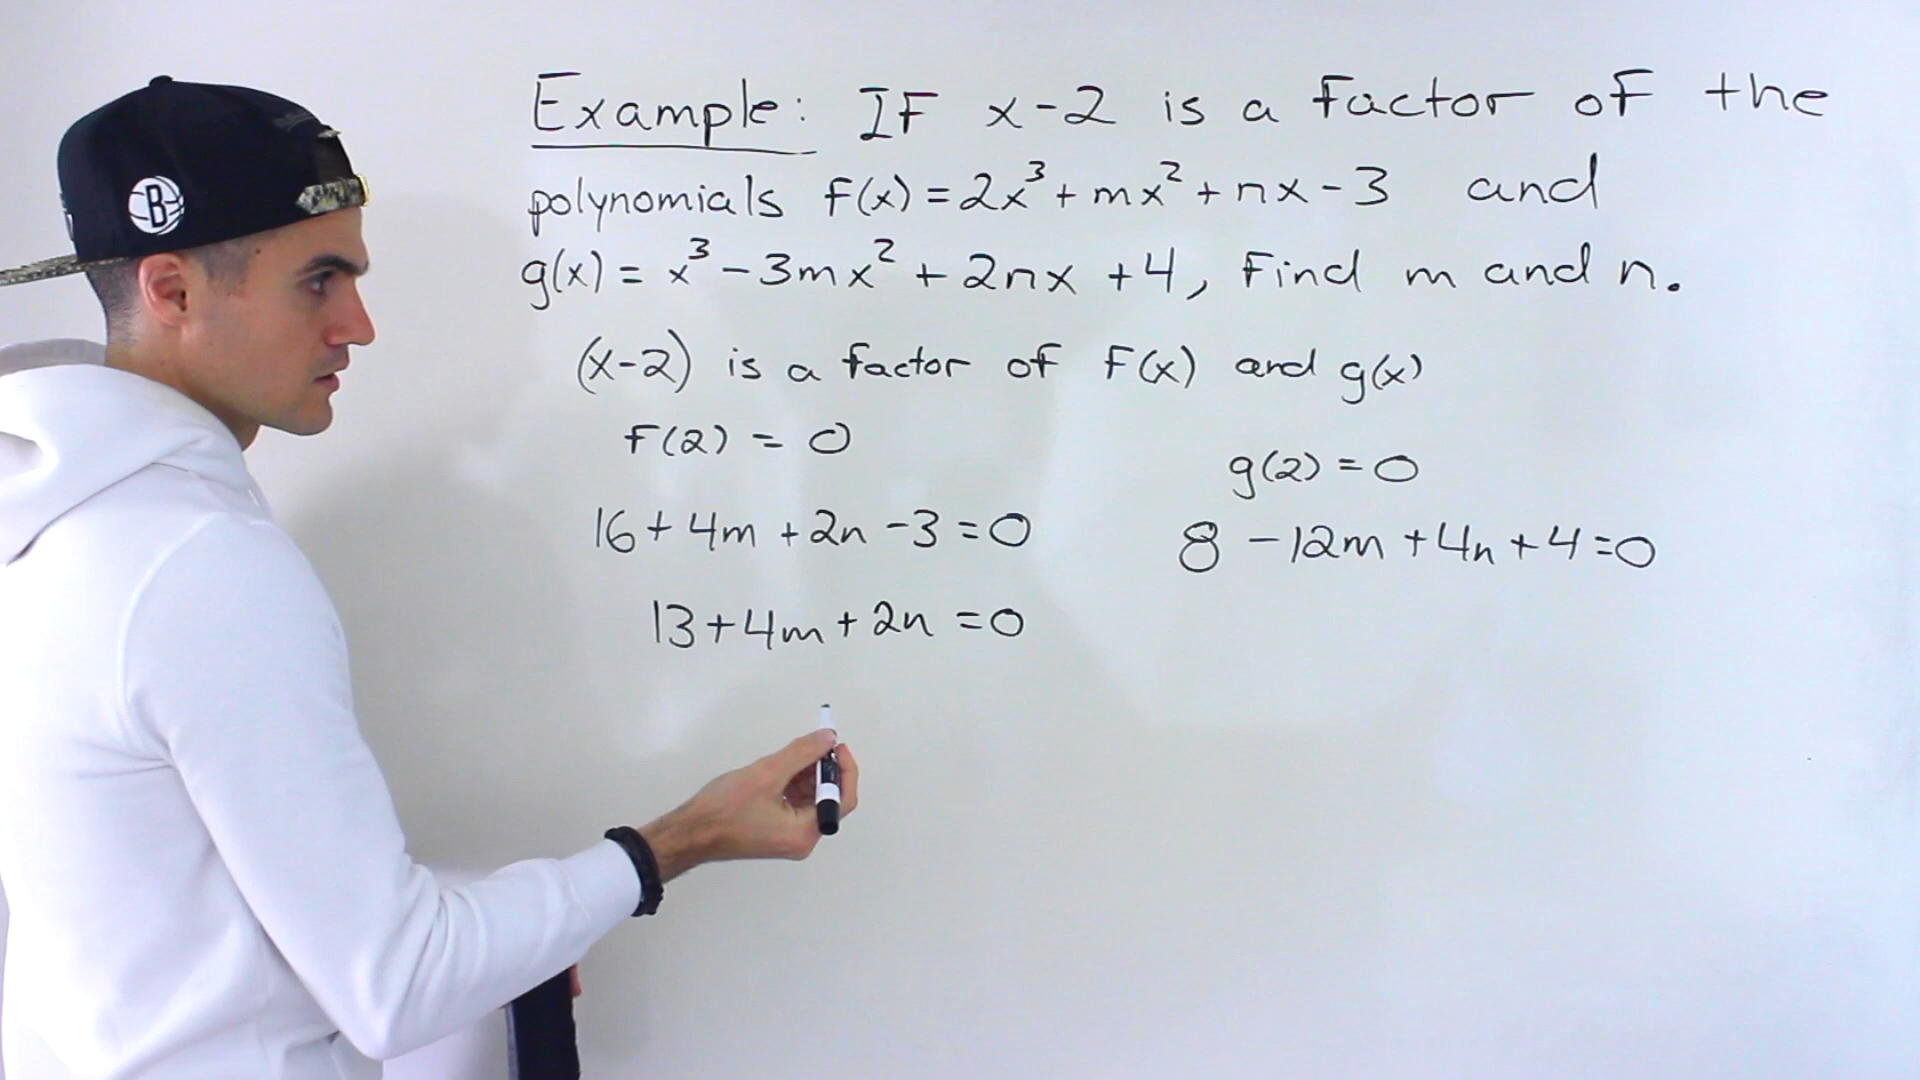 Example: IF x-2 is a factor of the
polynomials f(x) = 2x³ + mx² + nx - 3 and
g(x) = x³ - 3mx² + 2nx + 4, Find m and n.
(x-2) is a factor of F(x) and g(x)
F(2) = 0
g(2) = 0
16 + 4m + 2n - 3 = 0
8 - 12m + 4n + 4 = 0
13 + 4m + 2n = 0
B